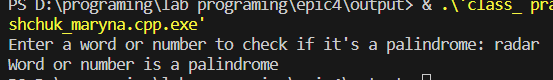 PS D:\programing\lab programing\epic4\output> & .\'class_ pra
shchuk_maryna.cpp.exe'
Enter a word or number to check if it's a palindrome: radar
Word or number is a palindrome